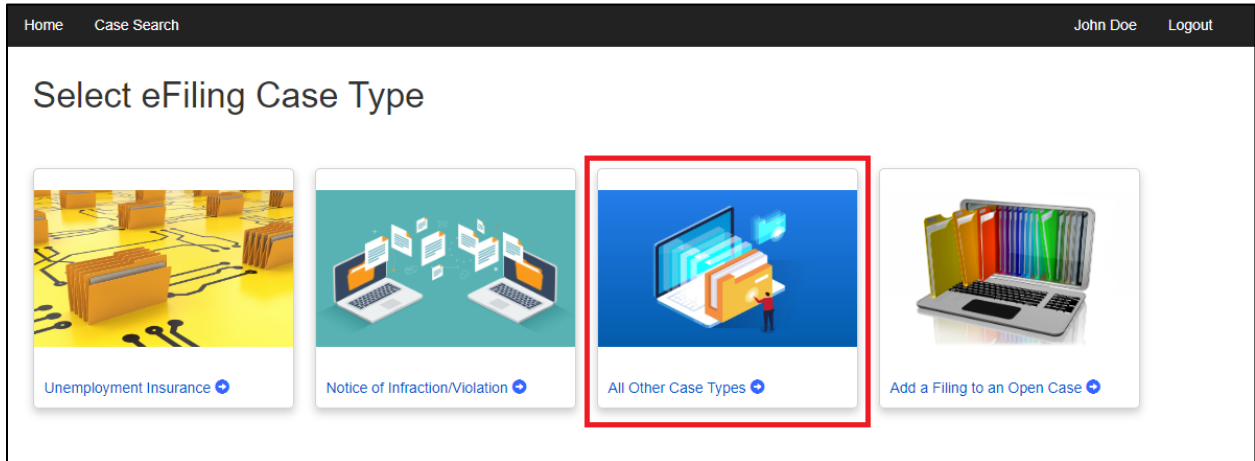 Home Case Search John Doe Logout
Select eFiling Case Type
Unemployment Insurance
Notice of Infraction/Violation
All Other Case Types
Add a Filing to an Open Case